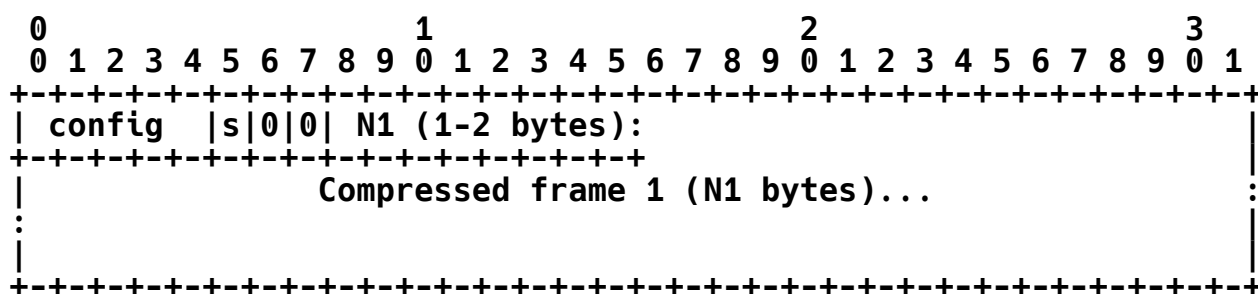 0                   1                   2                   3
 0 1 2 3 4 5 6 7 8 9 0 1 2 3 4 5 6 7 8 9 0 1 2 3 4 5 6 7 8 9 0 1
+-+-+-+-+-+-+-+-+-+-+-+-+-+-+-+-+-+-+-+-+-+-+-+-+-+-+-+-+-+-+-+-+
| config  |s|0|0| N1 (1-2 bytes):                               |
+-+-+-+-+-+-+-+-+-+-+-+-+-+-+-+-+                               |
|               Compressed frame 1 (N1 bytes)...                :
:                                                               |
|                                                               |
+-+-+-+-+-+-+-+-+-+-+-+-+-+-+-+-+-+-+-+-+-+-+-+-+-+-+-+-+-+-+-+-+